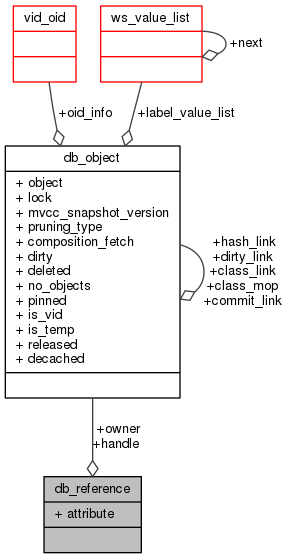 vid_oid
ws_value_list
+next
+oid_info
+label_value_list
db_object
+ object
+ lock
+ mvcc_snapshot_version
+ pruning_type
+ composition_fetch
+ dirty
+ deleted
+ no_objects
+ pinned
+ is_vid
+ is_temp
+ released
+ decached
+hash_link
+dirty_link
+class_link
+class_mop
+commit_link
+owner
+handle
db_reference
+ attribute